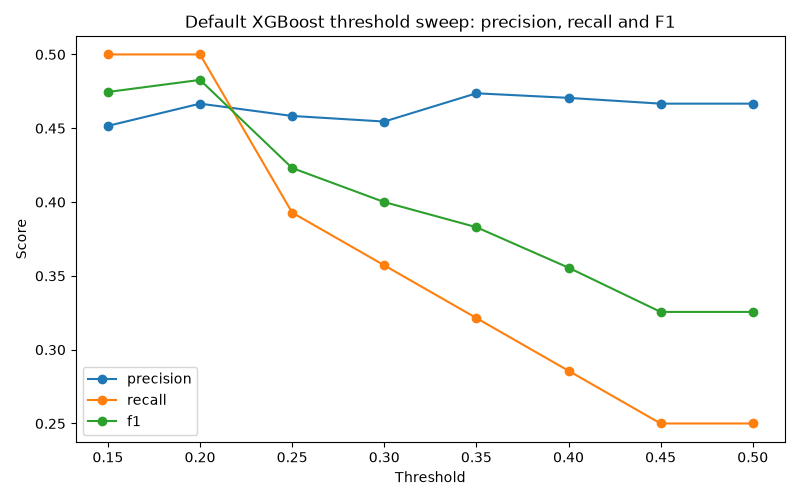 Default XGBoost threshold sweep: precision, recall and F1
0.50
0.45
0.40
0.35
0.30
0.25
Score
precision
recall
f1
0.15 0.20 0.25 0.30 0.35 0.40 0.45 0.50
Threshold